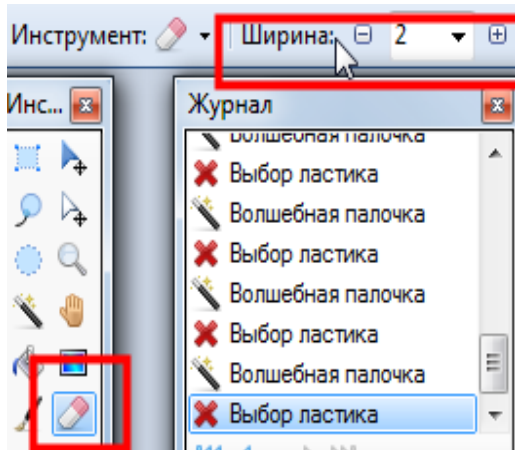 Инструмент: Ширина: 2
Инс... Журнал
Волшебная палочка
Выбор ластика
Волшебная палочка
Выбор ластика
Волшебная палочка
Выбор ластика
Волшебная палочка
Выбор ластика